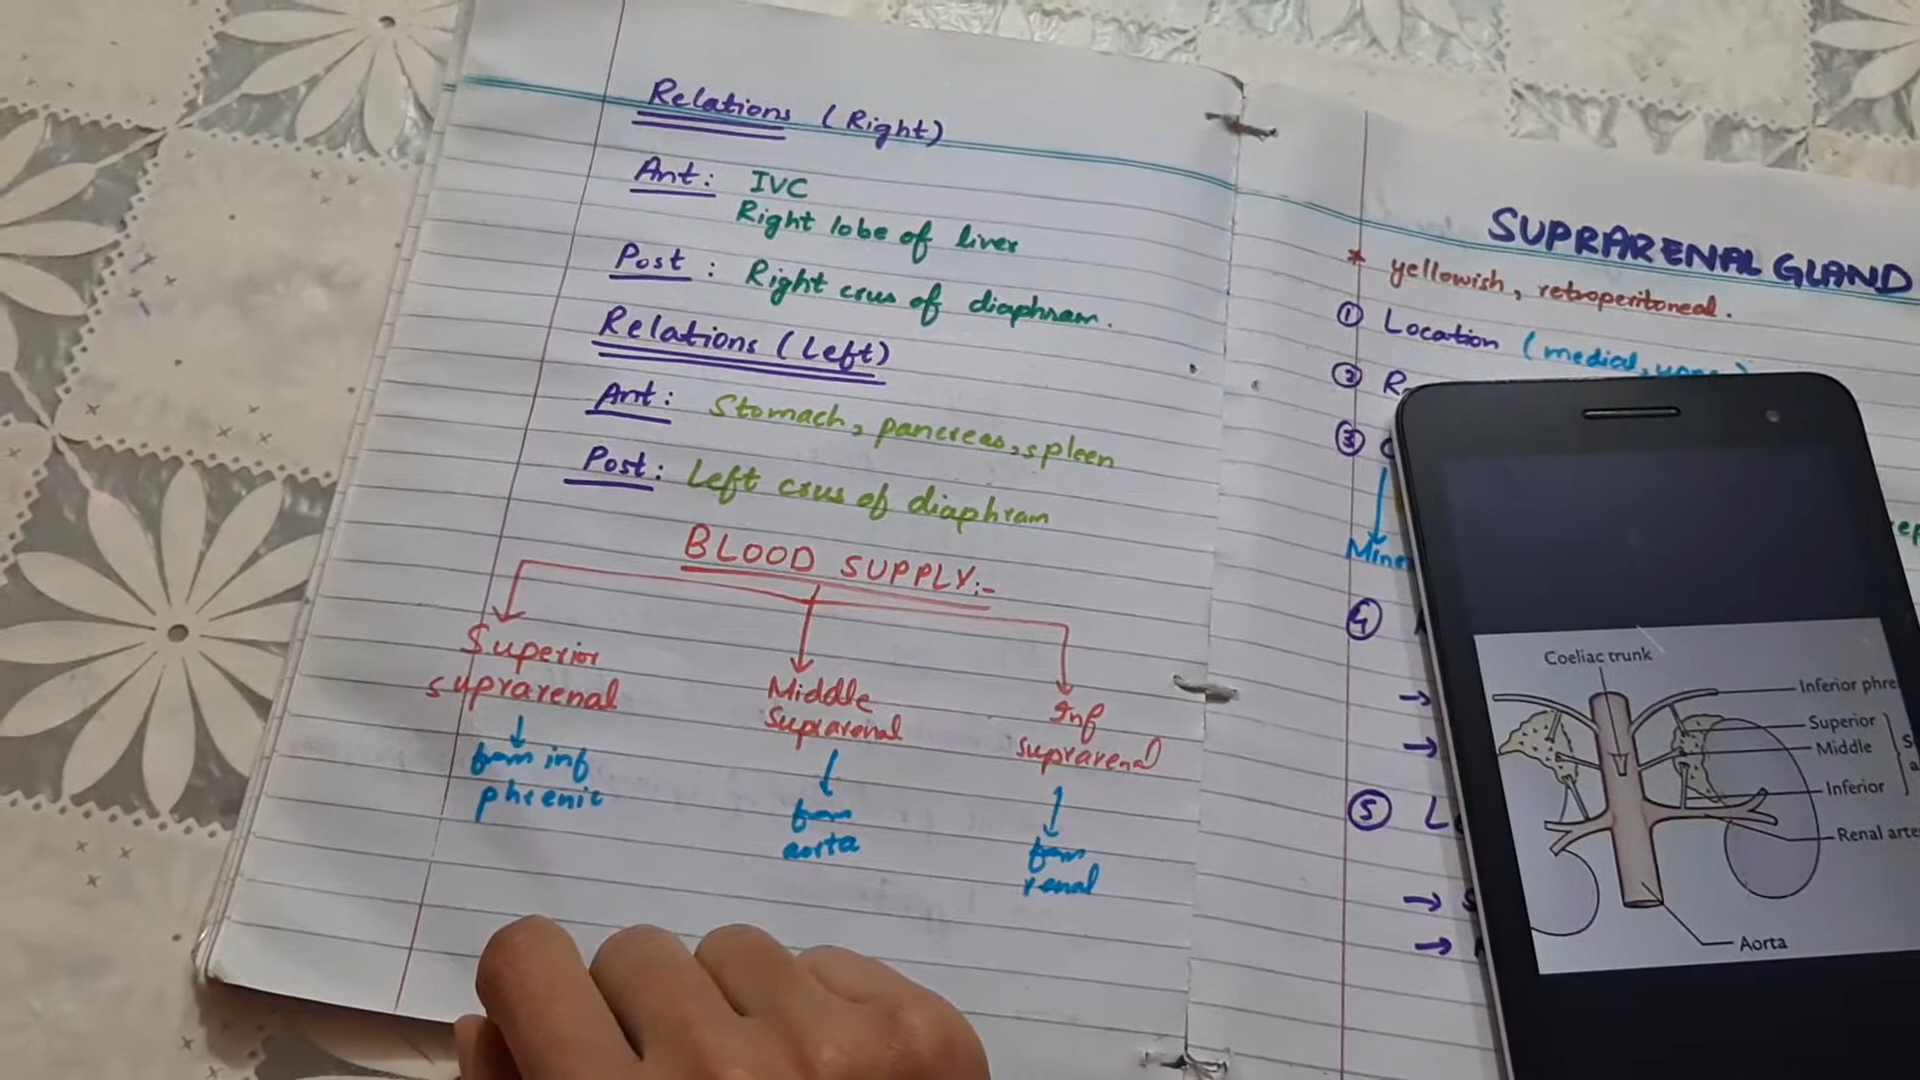 Relations (Right)
Ant: IVC
Right lobe of liver
Post : Right crus of diaphram.
Relations (Left)
Ant: Stomach, pancreas, spleen
Post: Left crus of diaphram
BLOOD SUPPLY:-
Superior
suprarenal
from inf
phrenic
Middle
Suprarenal
from
aorta
Inf
suprarenal
from
renal
SUPRARENAL GLAND
* yellowish, retroperitoneal.
① Location (medial,
②
③
④
⑤
Coeliac trunk
Inferior phre
Superior
Middle
Inferior
Renal arte
Aorta